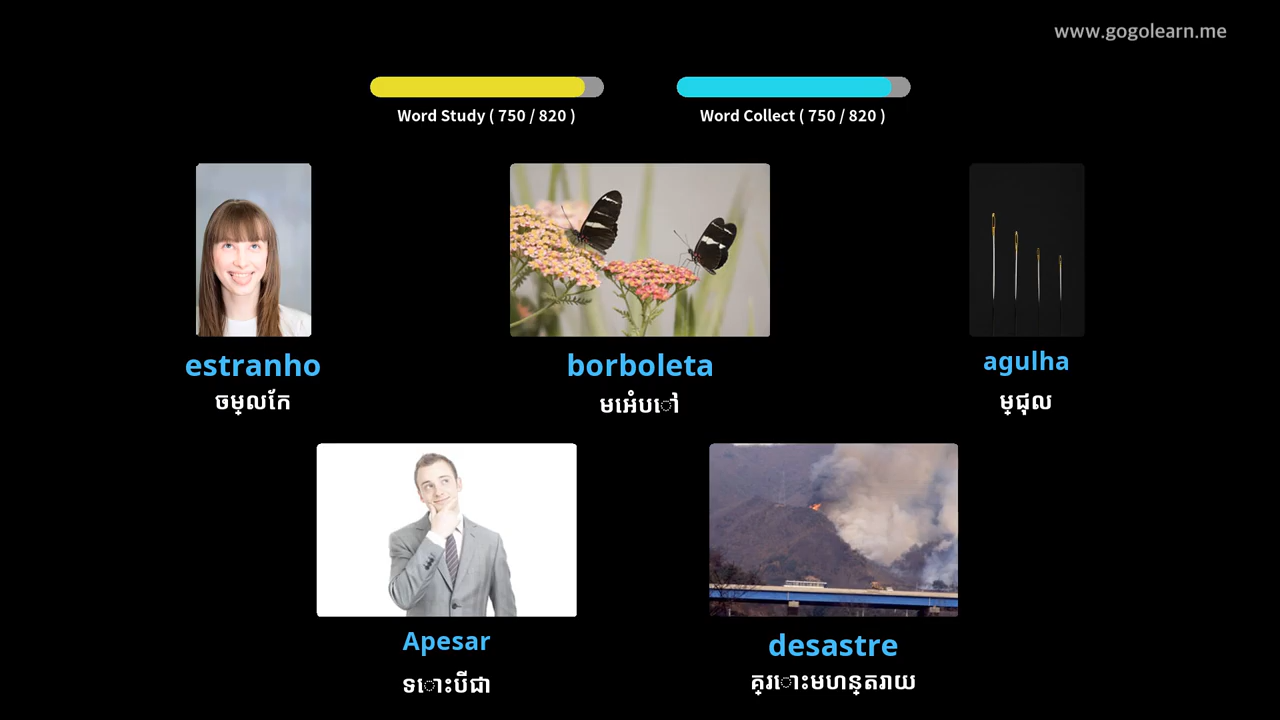 www.gogolearn.me
Word Study ( 750 / 820 )
Word Collect ( 750 / 820 )
estranho
ចម្លែក
borboleta
មេអំបៅ
agulha
ម្ជុល
Apesar
ទោះបីជា
desastre
គ្រោះមហន្តរាយ